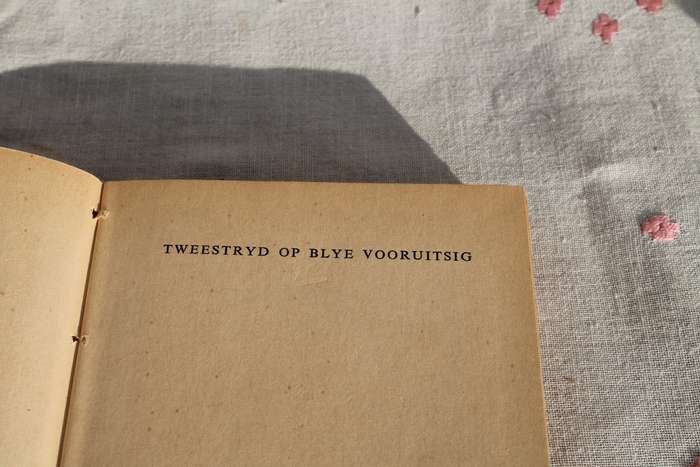 TWEESTRYD OP BLYE VOORUITSIG